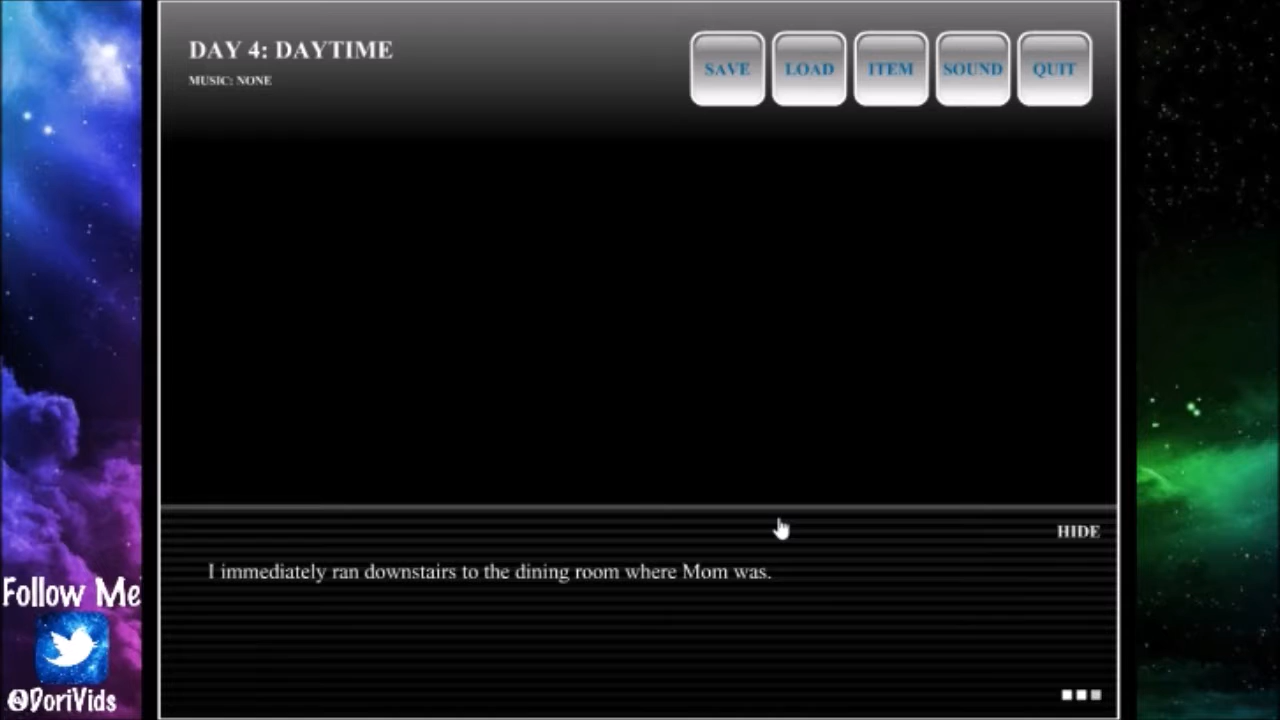 DAY 4: DAYTIME
MUSIC: NONE
SAVE
LOAD
ITEM
SOUND
QUIT
HIDE
I immediately ran downstairs to the dining room where Mom was.
Follow Me!
@DoriVids